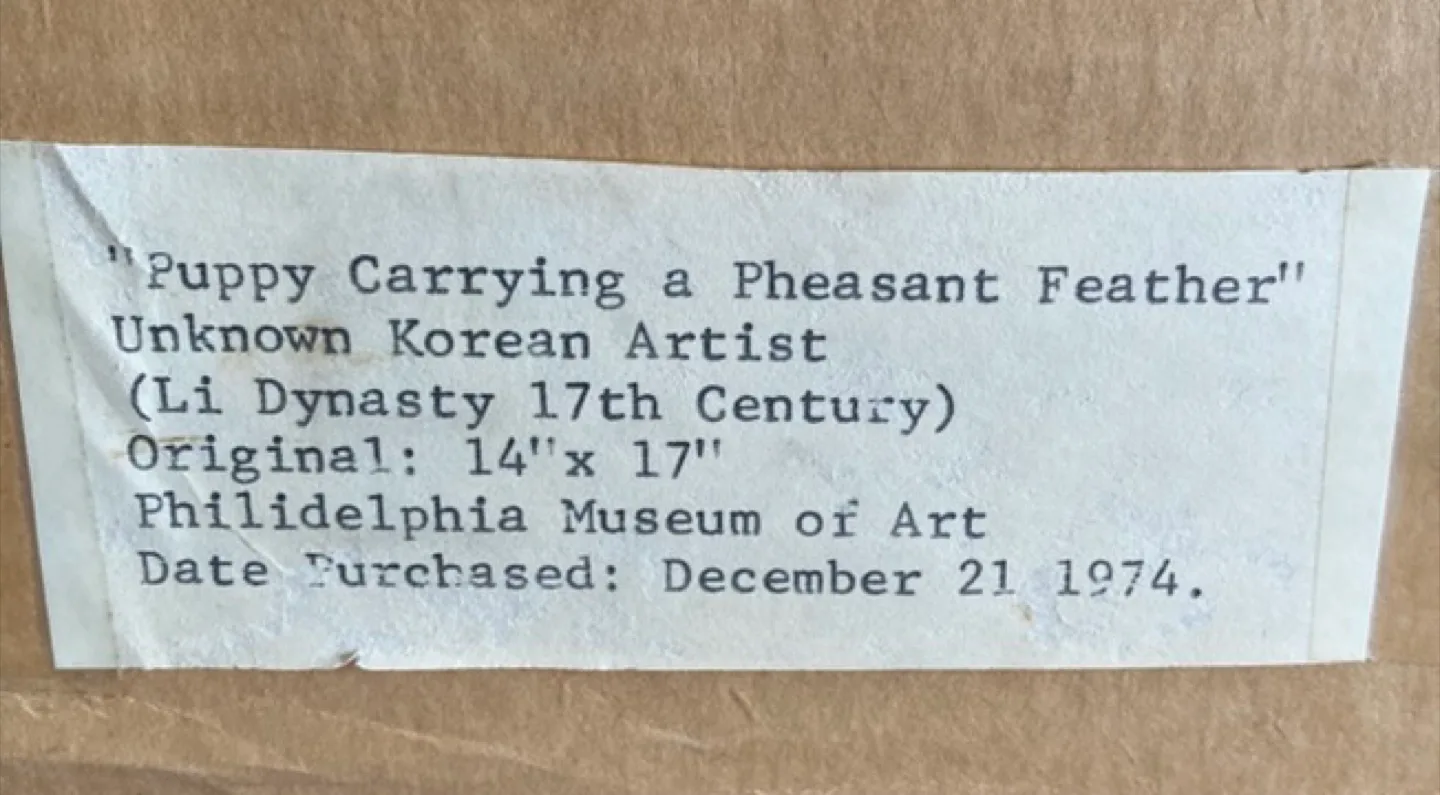 "Puppy Carrying a Pheasant Feather"
Unknown Korean Artist
(Li Dynasty 17th Century)
Original: 14"x 17"
Philidelphia Museum of Art
Date Purchased: December 21 1974.